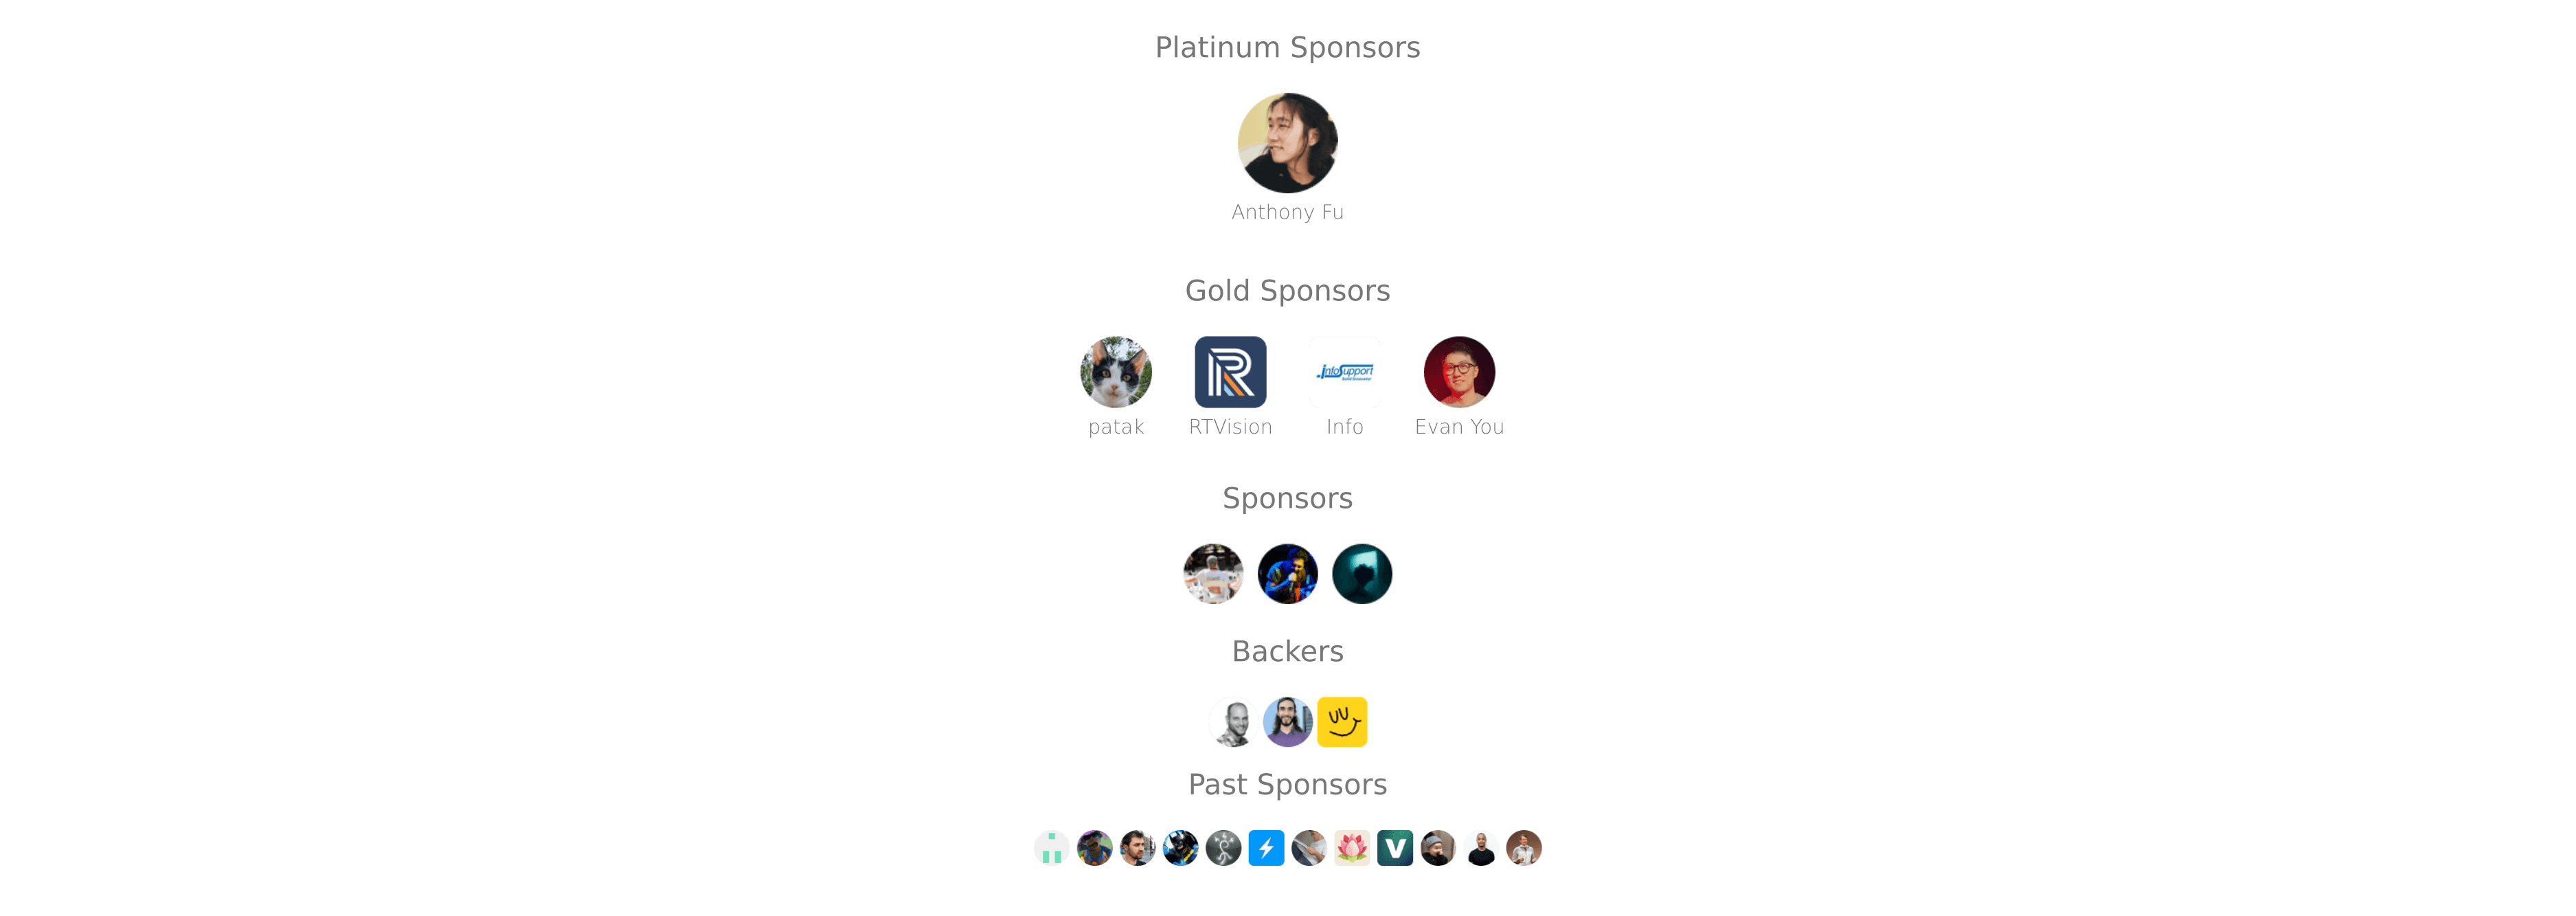 Platinum Sponsors
Anthony Fu
Gold Sponsors
R
infoSupport
patak
RTVision
Info
Evan You
Sponsors
Backers
Past Sponsors
V